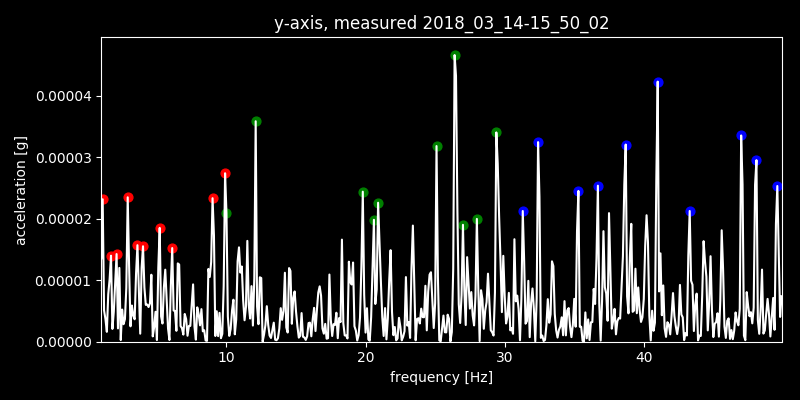 y-axis, measured 2018_03_14-15_50_02
acceleration [g]
0.00004
0.00003
0.00002
0.00001
0.00000
10 20 30 40
frequency [Hz]